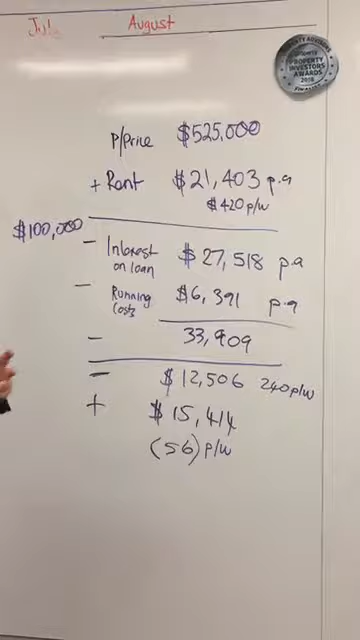 July August
PROPERTY INVESTORS AWARDS 2018
P/Price $525,000
+ Rent $21,403 p.a
$420 p/w
$100,000
- Interest on loan $27,518 p.a
- Running Costs $6,391 p.a
- 33,909
- $12,506 240 p/w
+ $15,414
(56) p/w